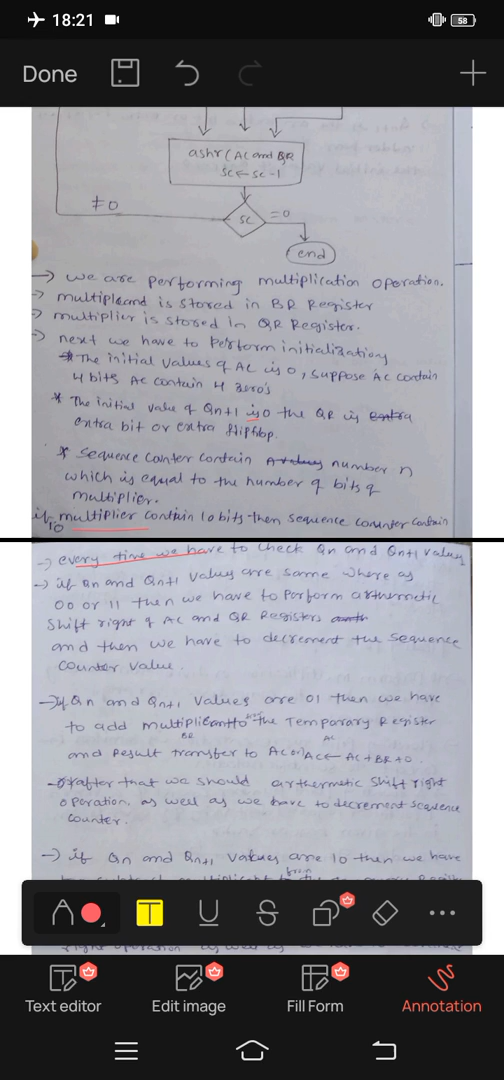 18:21
58
Done
ashr (AC and QR
SC ← SC -1
≠0
SC
=0
end
→ we are performing multiplication operation.
→ multiplecand is stored in BR Register
→ multiplier is stored in QR Register.
→ next we have to perform initialization
* The initial values of AC is 0, suppose AC contain
4 bits AC contain 4 zero's
* The initial value of Qn+1 is 0 the QR is extra
extra bit or extra flipflop.
* Sequence counter contain number n
which is equal to the number of bits of
multiplier.
if multiplier contain 10 bits then sequence counter contain
10
→ every time we have to check Qn and Qn+1 values
→ if Qn and Qn+1 values are same where as
00 or 11 then we have to perform arthemetic
shift right of AC and QR Registers
and then we have to decrement the sequence
counter value.
→ If Qn and Qn+1 values are 01 then we have
to add multiplicant to the Temporary Register
BR AC
and Result transfer to AC AC← AC+BR+0.
→ after that we should arthermetic shift right
operation. as well as we have to decrement sequence
counter.
→ if Qn and Qn+1 values are 10 then we have
from
T
Text editor
Edit image
Fill Form
Annotation